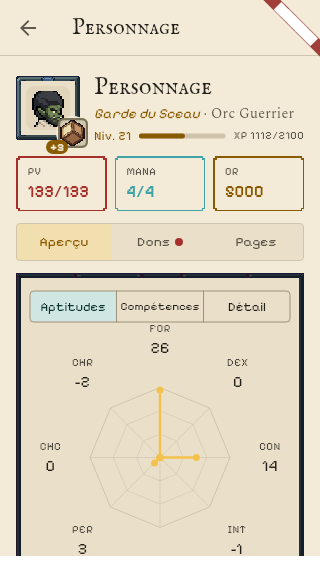 Personnage
Personnage
Garde du Sceau · Orc Guerrier
+3
Niv. 21
XP 1112/2100
PV
MANA
OR
133/133
4/4
8000
Aperçu
Dons
Pages
Aptitudes
Compétences
Détail
FOR
26
CHR
DEX
-2
0
CHC
CON
0
14
PER
INT
3
-1